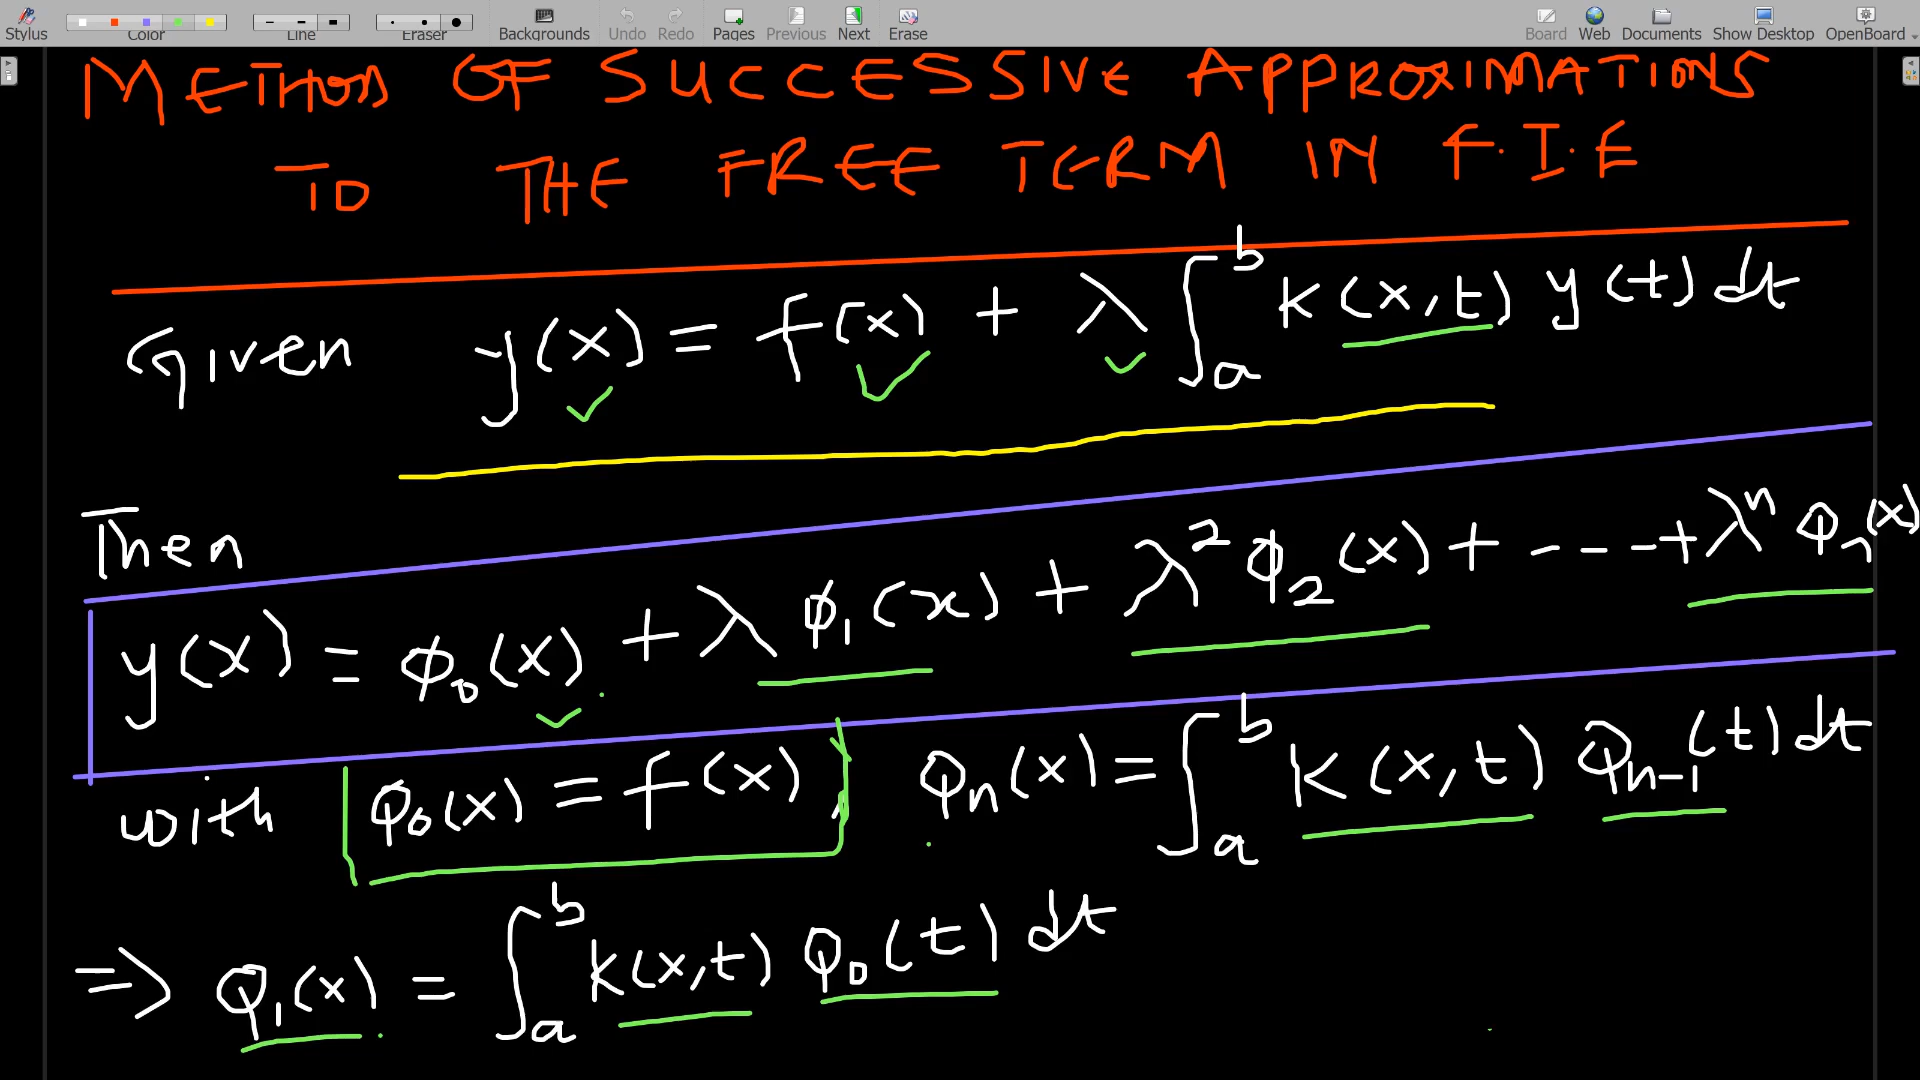 Stylus Color Line Eraser Backgrounds Undo Redo Pages Previous Next Erase Board Web Documents Show Desktop OpenBoard
METHOD OF SUCCESSIVE APPROXIMATIONS
TO THE FREE TERM IN F.I.E
Given y(x) = f(x) + λ ∫_a^b K(x,t) y(t) dt
Then
y(x) = ϕ_0(x) + λ ϕ_1(x) + λ^2 ϕ_2(x) + ---+ λ^n ϕ_n(x)
with ϕ_0(x) = f(x), ϕ_n(x) = ∫_a^b K(x,t) ϕ_{n-1}(t) dt
=> ϕ_1(x) = ∫_a^b K(x,t) ϕ_0(t) dt